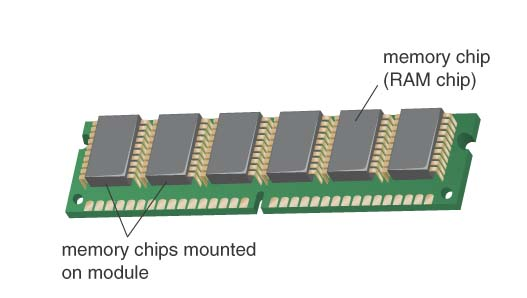 memory chip
(RAM chip)
memory chips mounted
on module